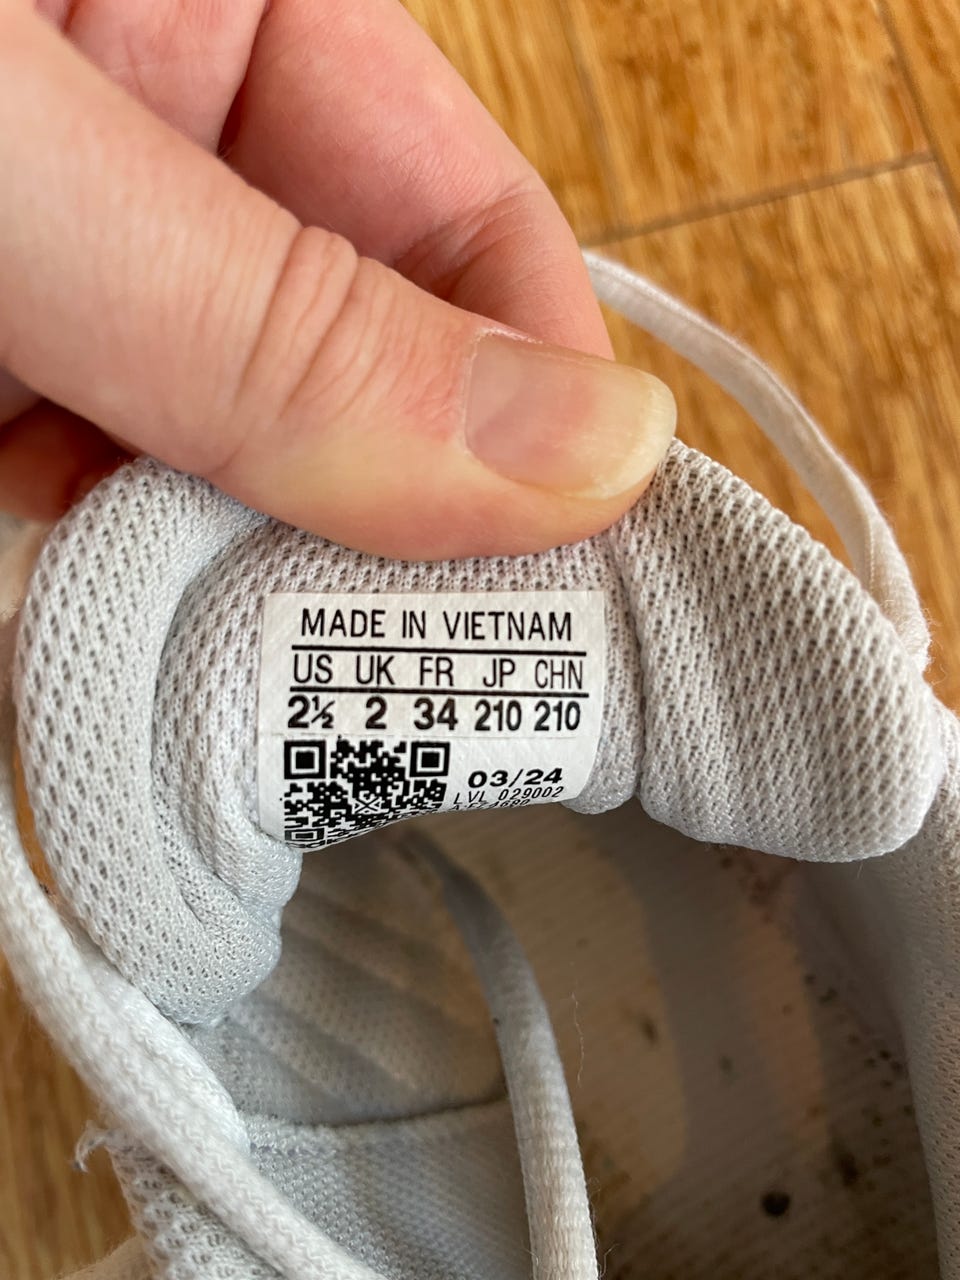 MADE IN VIETNAM
US UK FR JP CHN
2½ 2 34 210 210
03/24
LVL 029002